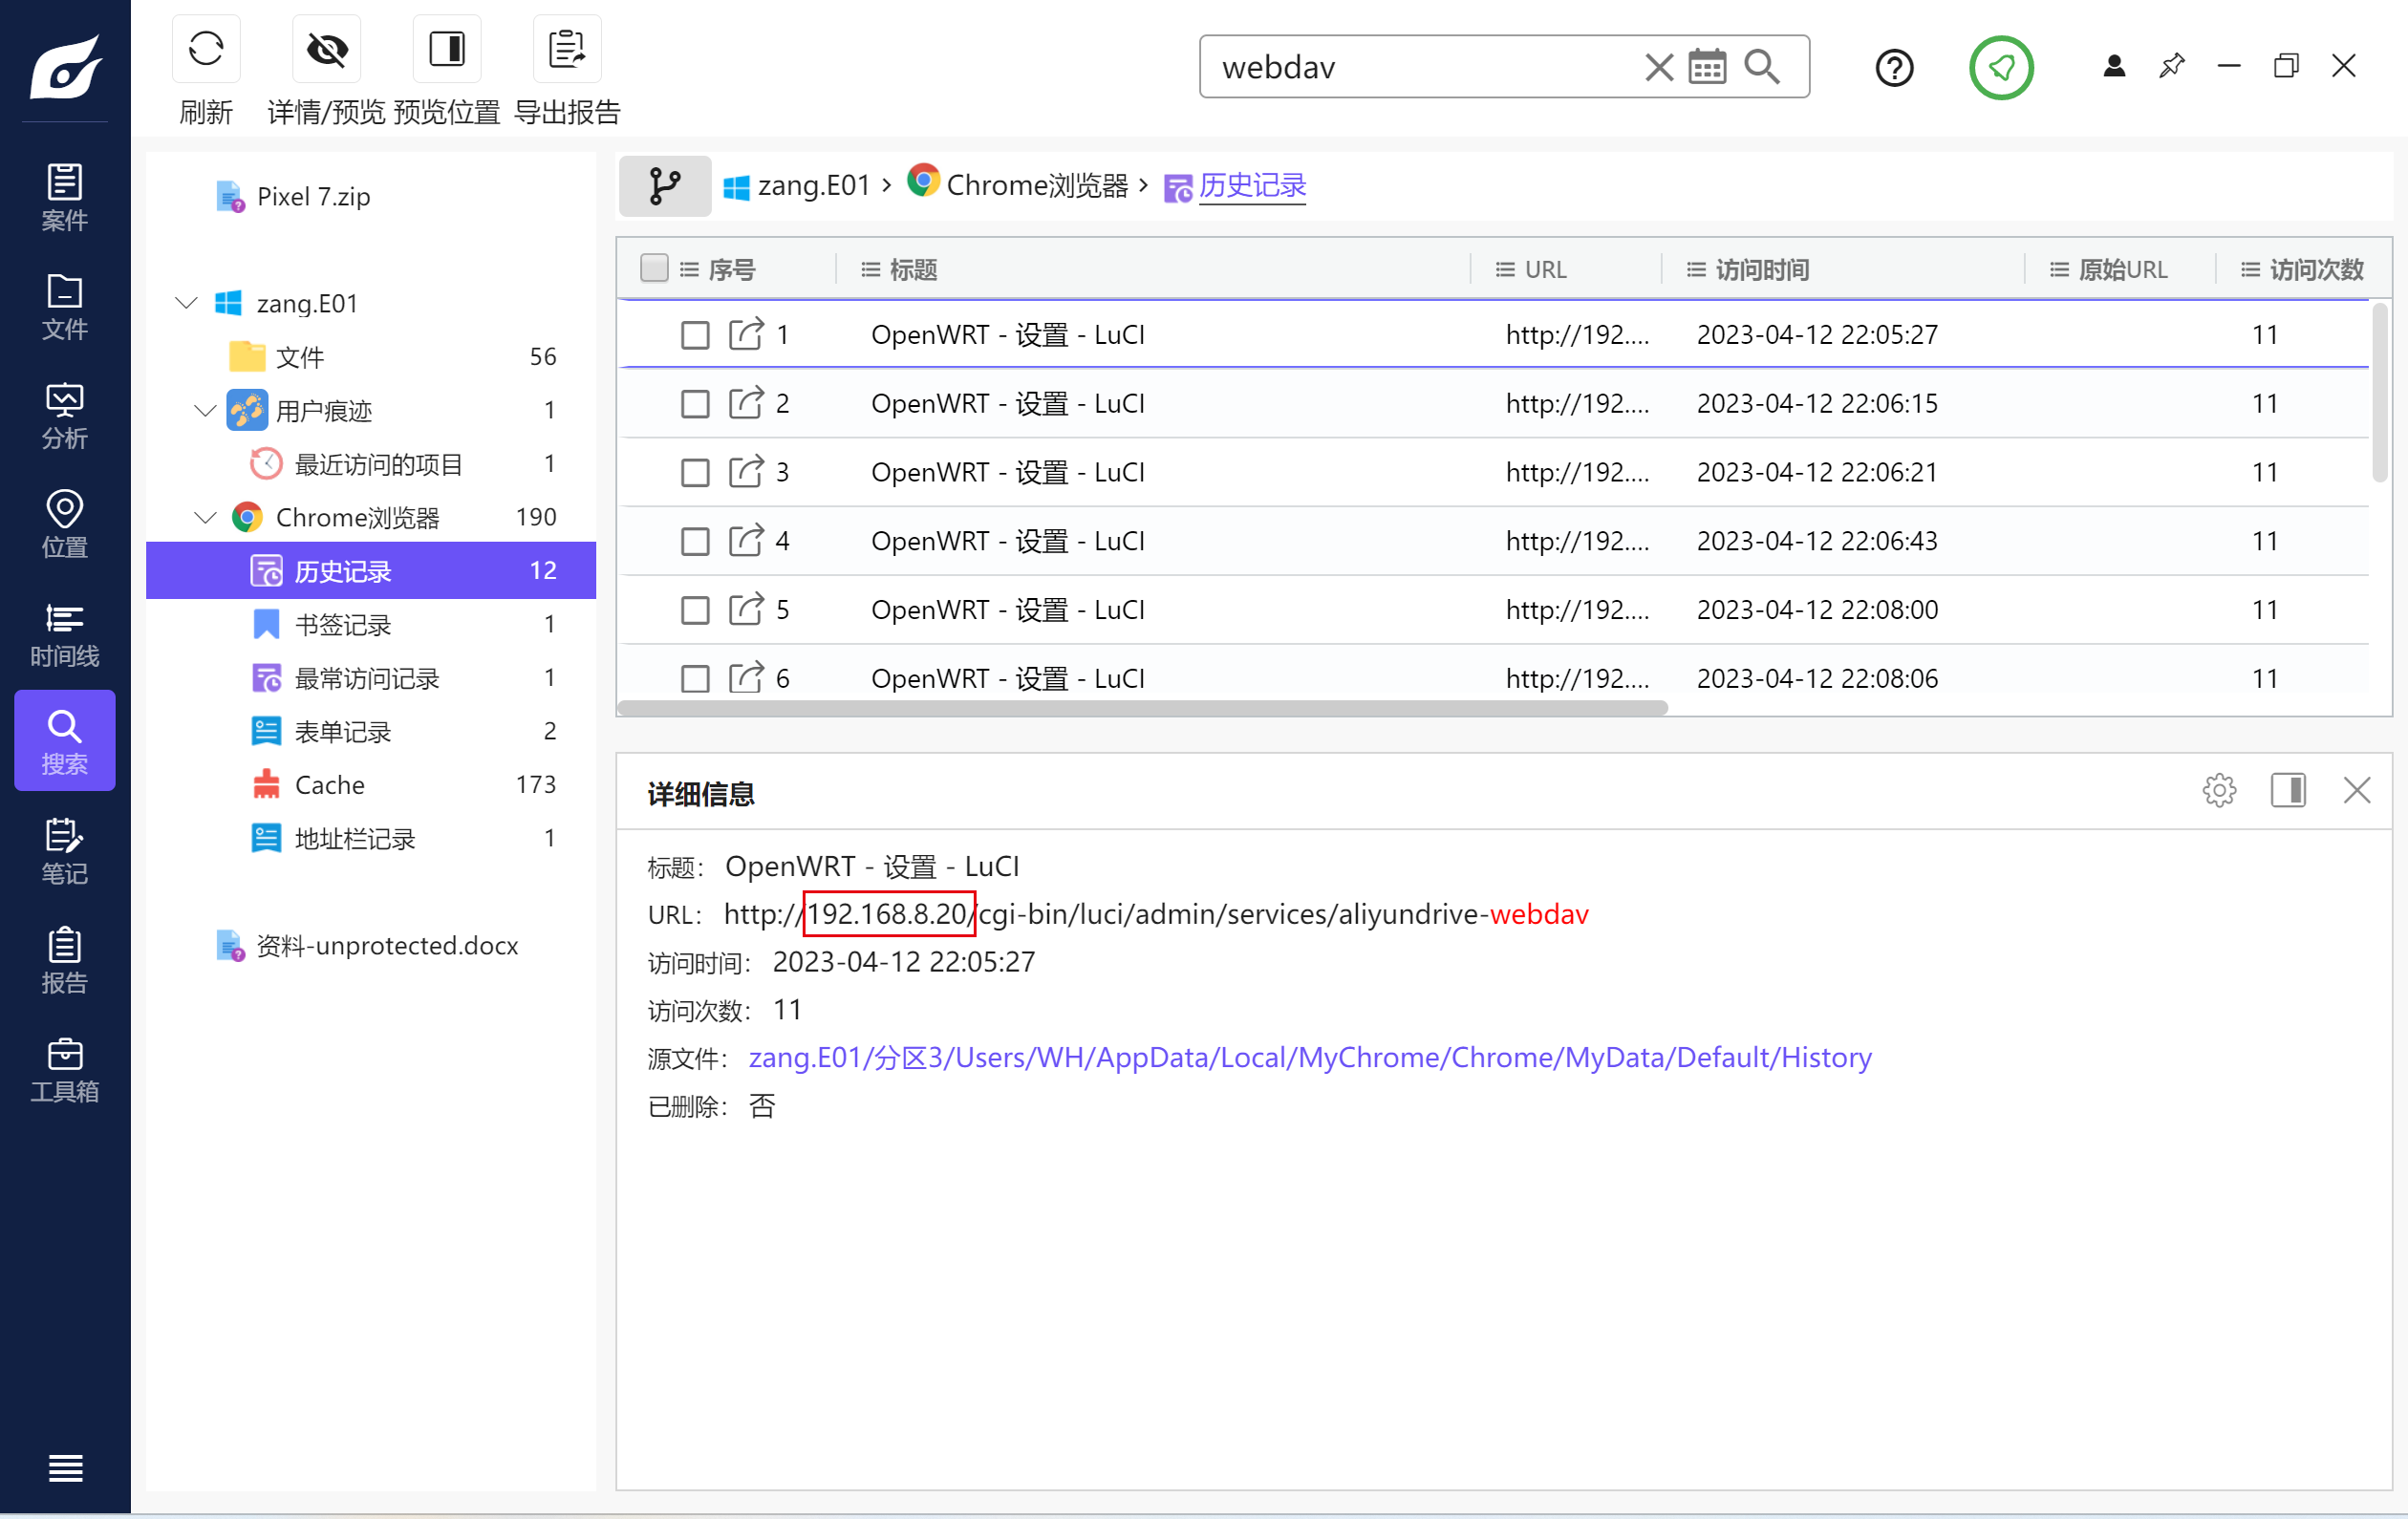 刷新
详情/预览
预览位置
导出报告
webdav
案件
文件
分析
位置
时间线
搜索
笔记
报告
工具箱
Pixel 7.zip
zang.E01
文件 56
用户痕迹 1
最近访问的项目 1
Chrome浏览器 190
历史记录 12
书签记录 1
最常访问记录 1
表单记录 2
Cache 173
地址栏记录 1
资料-unprotected.docx
zang.E01 › Chrome浏览器 › 历史记录
序号 标题 URL 访问时间 原始URL 访问次数
1 OpenWRT - 设置 - LuCI http://192.... 2023-04-12 22:05:27 11
2 OpenWRT - 设置 - LuCI http://192.... 2023-04-12 22:06:15 11
3 OpenWRT - 设置 - LuCI http://192.... 2023-04-12 22:06:21 11
4 OpenWRT - 设置 - LuCI http://192.... 2023-04-12 22:06:43 11
5 OpenWRT - 设置 - LuCI http://192.... 2023-04-12 22:08:00 11
6 OpenWRT - 设置 - LuCI http://192.... 2023-04-12 22:08:06 11
详细信息
标题： OpenWRT - 设置 - LuCI
URL： http://192.168.8.20/cgi-bin/luci/admin/services/aliyundrive-webdav
访问时间： 2023-04-12 22:05:27
访问次数： 11
源文件： zang.E01/分区3/Users/WH/AppData/Local/MyChrome/Chrome/MyData/Default/History
已删除： 否